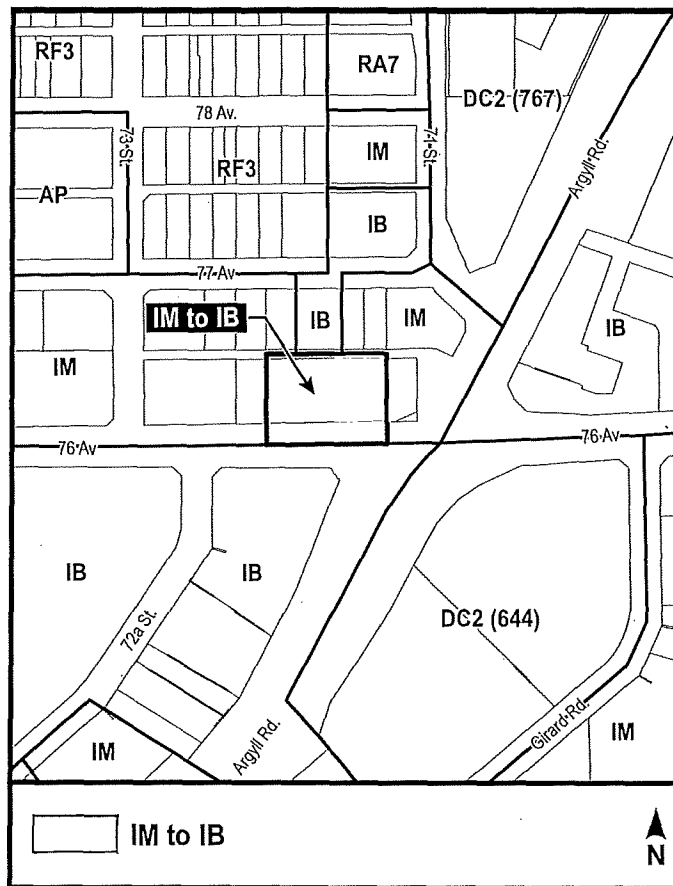 RF3
RA7
DC2 (767)
78 Av.
73 St.
71 St.
Argyll Rd.
RF3
IM
AP
IB
77 Av
IM to IB
IB
IM
IB
IM
76 Av
76 Av
IB
IB
72a St.
DC2 (644)
Argyll Rd.
Girard Rd.
IM
IM
IM to IB
N